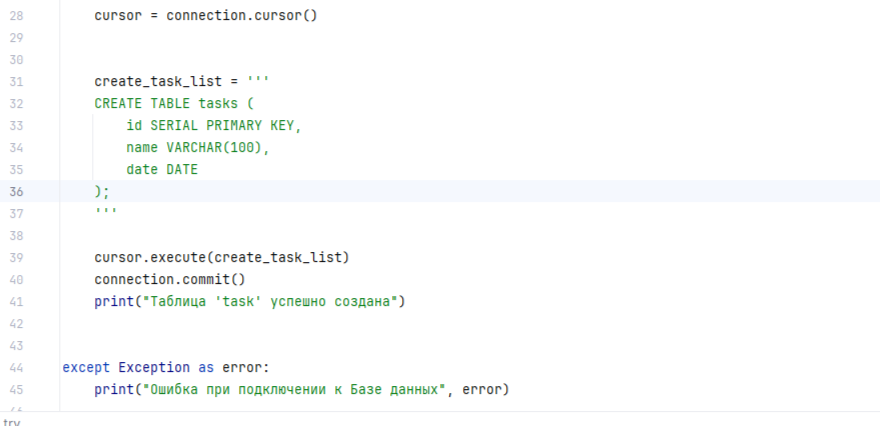 28 cursor = connection.cursor()
29
30
31 create_task_list = '''
32 CREATE TABLE tasks (
33 id SERIAL PRIMARY KEY,
34 name VARCHAR(100),
35 date DATE
36 );
37 '''
38
39 cursor.execute(create_task_list)
40 connection.commit()
41 print("Таблица 'task' успешно создана")
42
43
44 except Exception as error:
45 print("Ошибка при подключении к Базе данных", error)
try